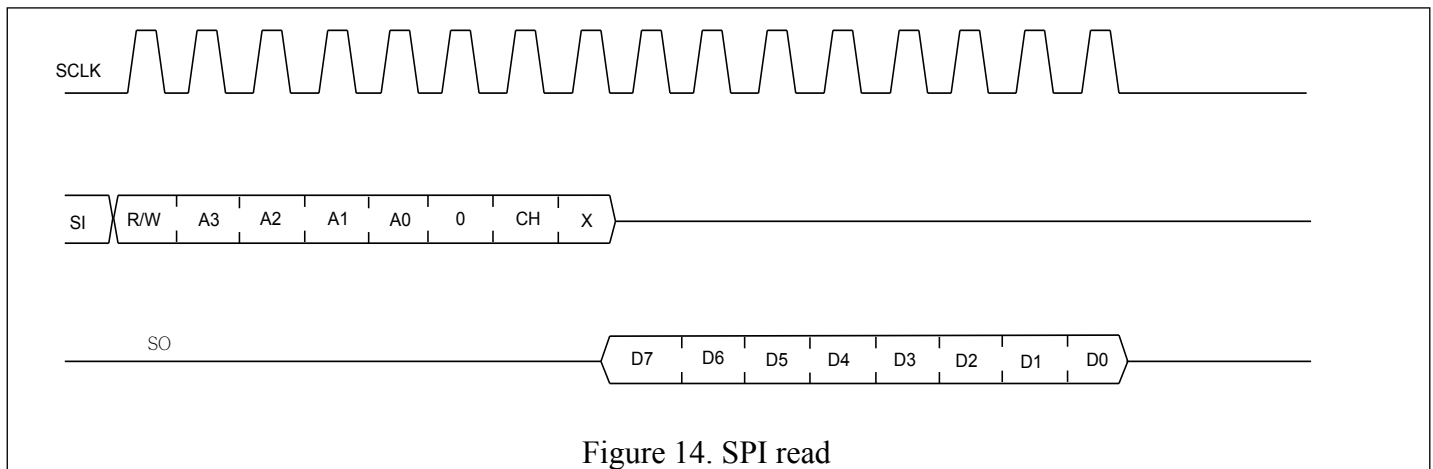 SCLK
SI R/W A3 A2 A1 A0 0 CH X
SO
D7 D6 D5 D4 D3 D2 D1 D0
Figure 14. SPI read